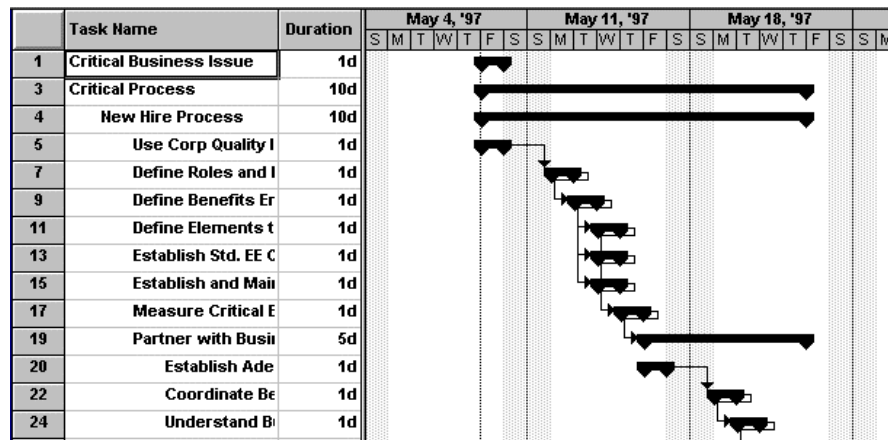 Task Name Duration May 4, '97 May 11, '97 May 18, '97
S M T W T F S S M T W T F S S M T W T F S S M
1 Critical Business Issue 1d
3 Critical Process 10d
4 New Hire Process 10d
5 Use Corp Quality 1d
7 Define Roles and 1d
9 Define Benefits Er 1d
11 Define Elements t 1d
13 Establish Std. EE C 1d
15 Establish and Mai 1d
17 Measure Critical E 1d
19 Partner with Busi 5d
20 Establish Ade 1d
22 Coordinate Be 1d
24 Understand B 1d